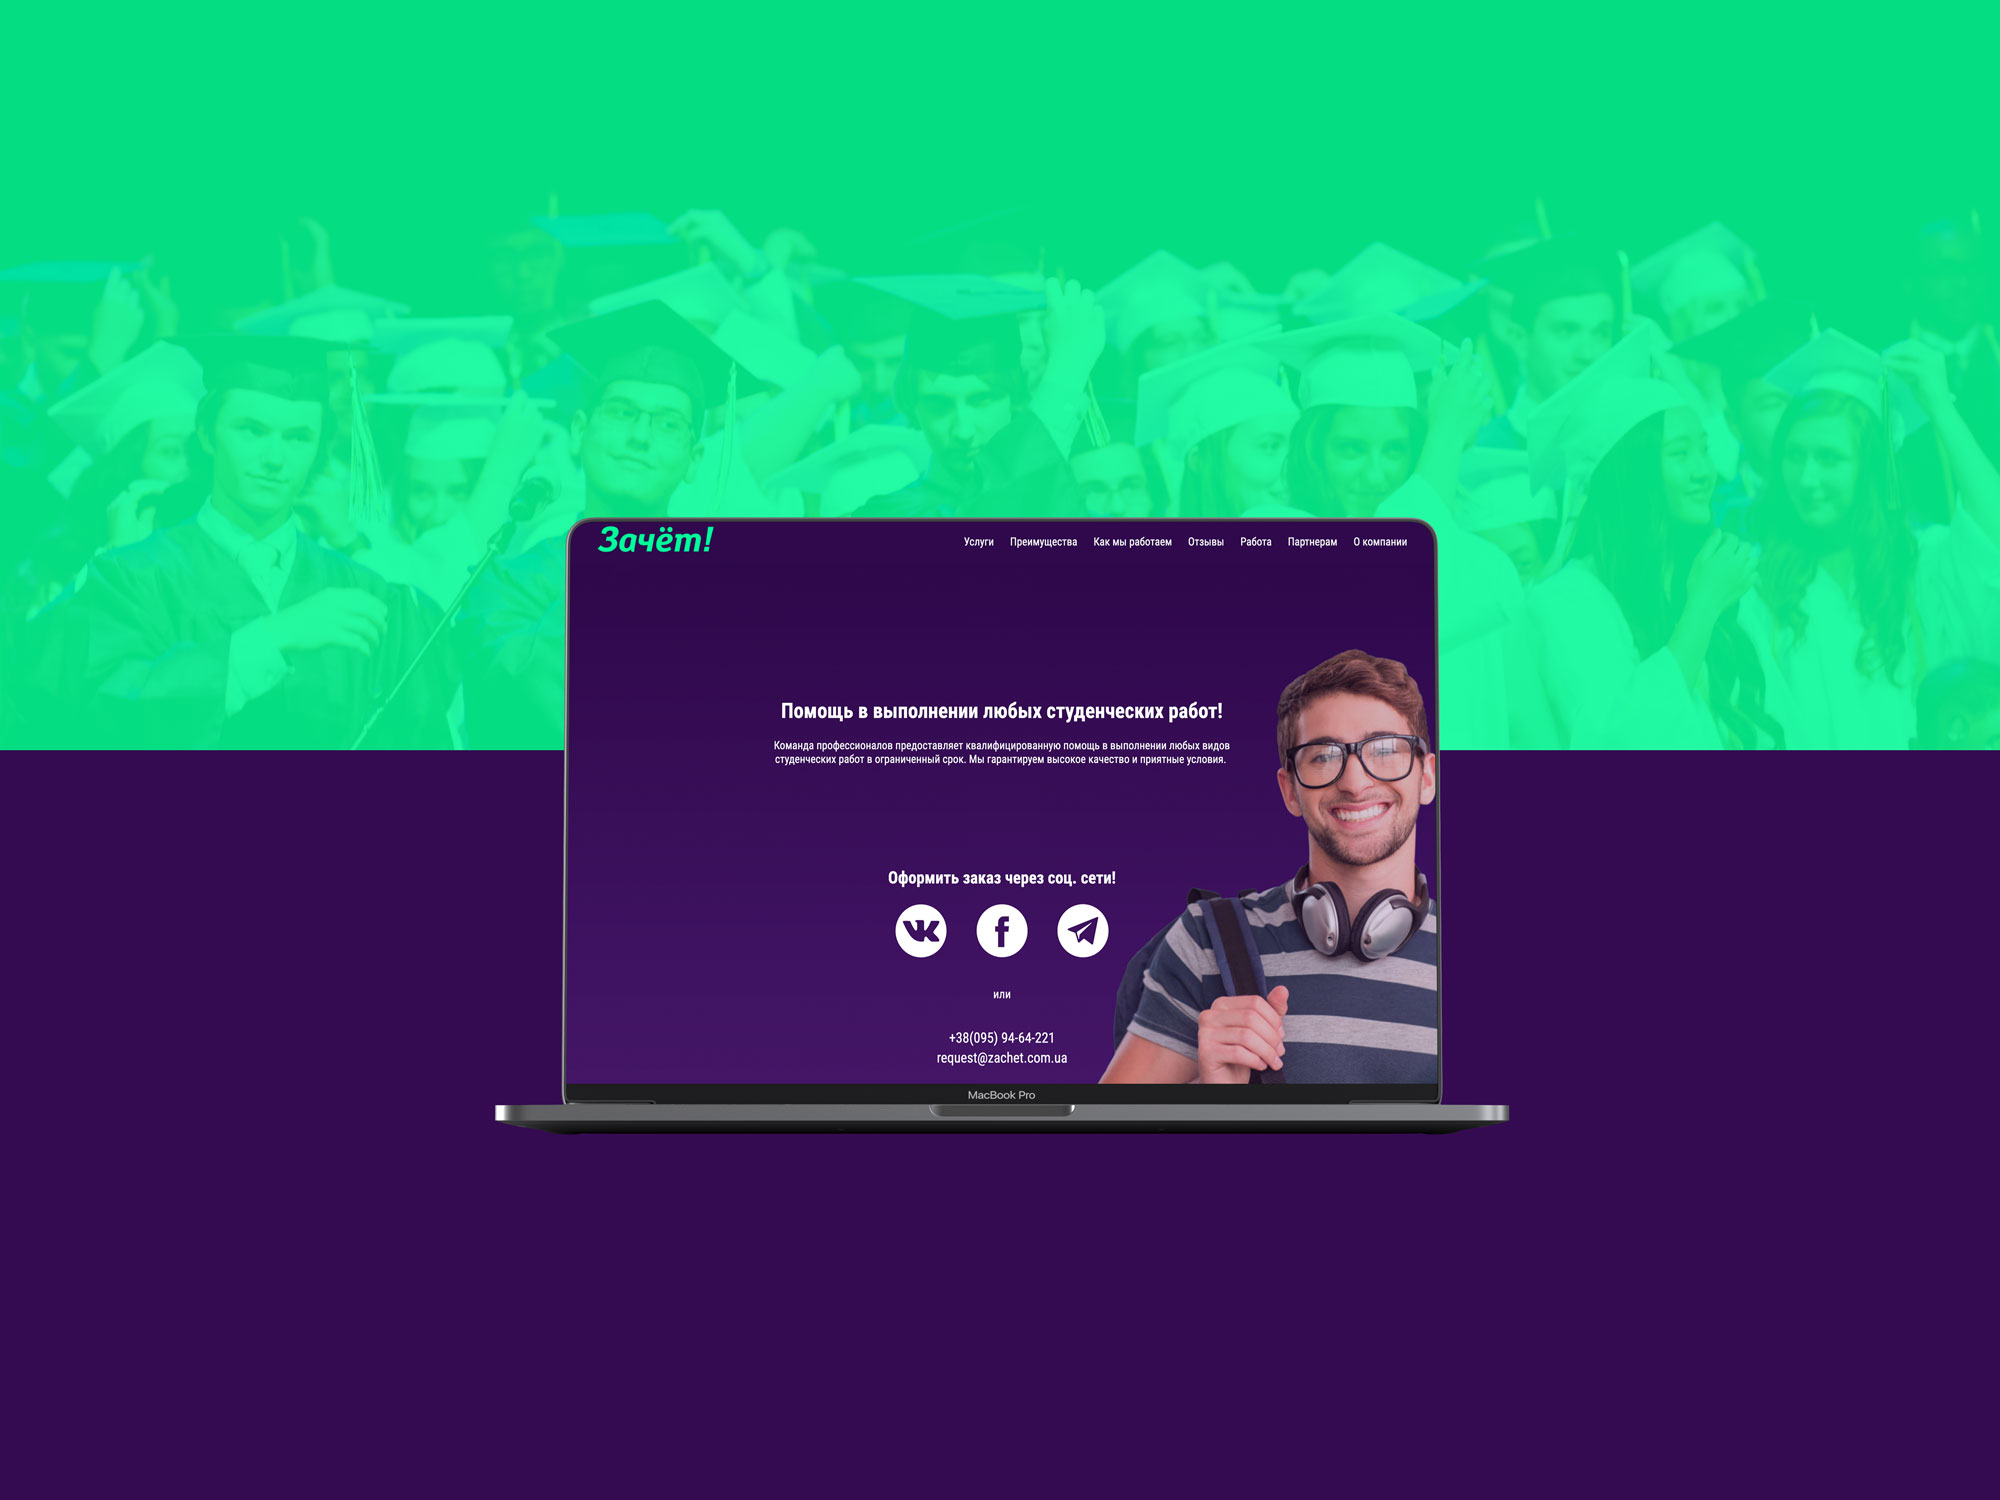 Зачёт!
Услуги Преимущества Как мы работаем Отзывы Работа Партнерам О компании
Помощь в выполнении любых студенческих работ!
Команда профессионалов предоставляет квалифицированную помощь в выполнении любых видов
студенческих работ в ограниченный срок. Мы гарантируем высокое качество и приятные условия.
Оформить заказ через соц. сети!
или
+38(095) 94-64-221
request@zachet.com.ua
MacBook Pro